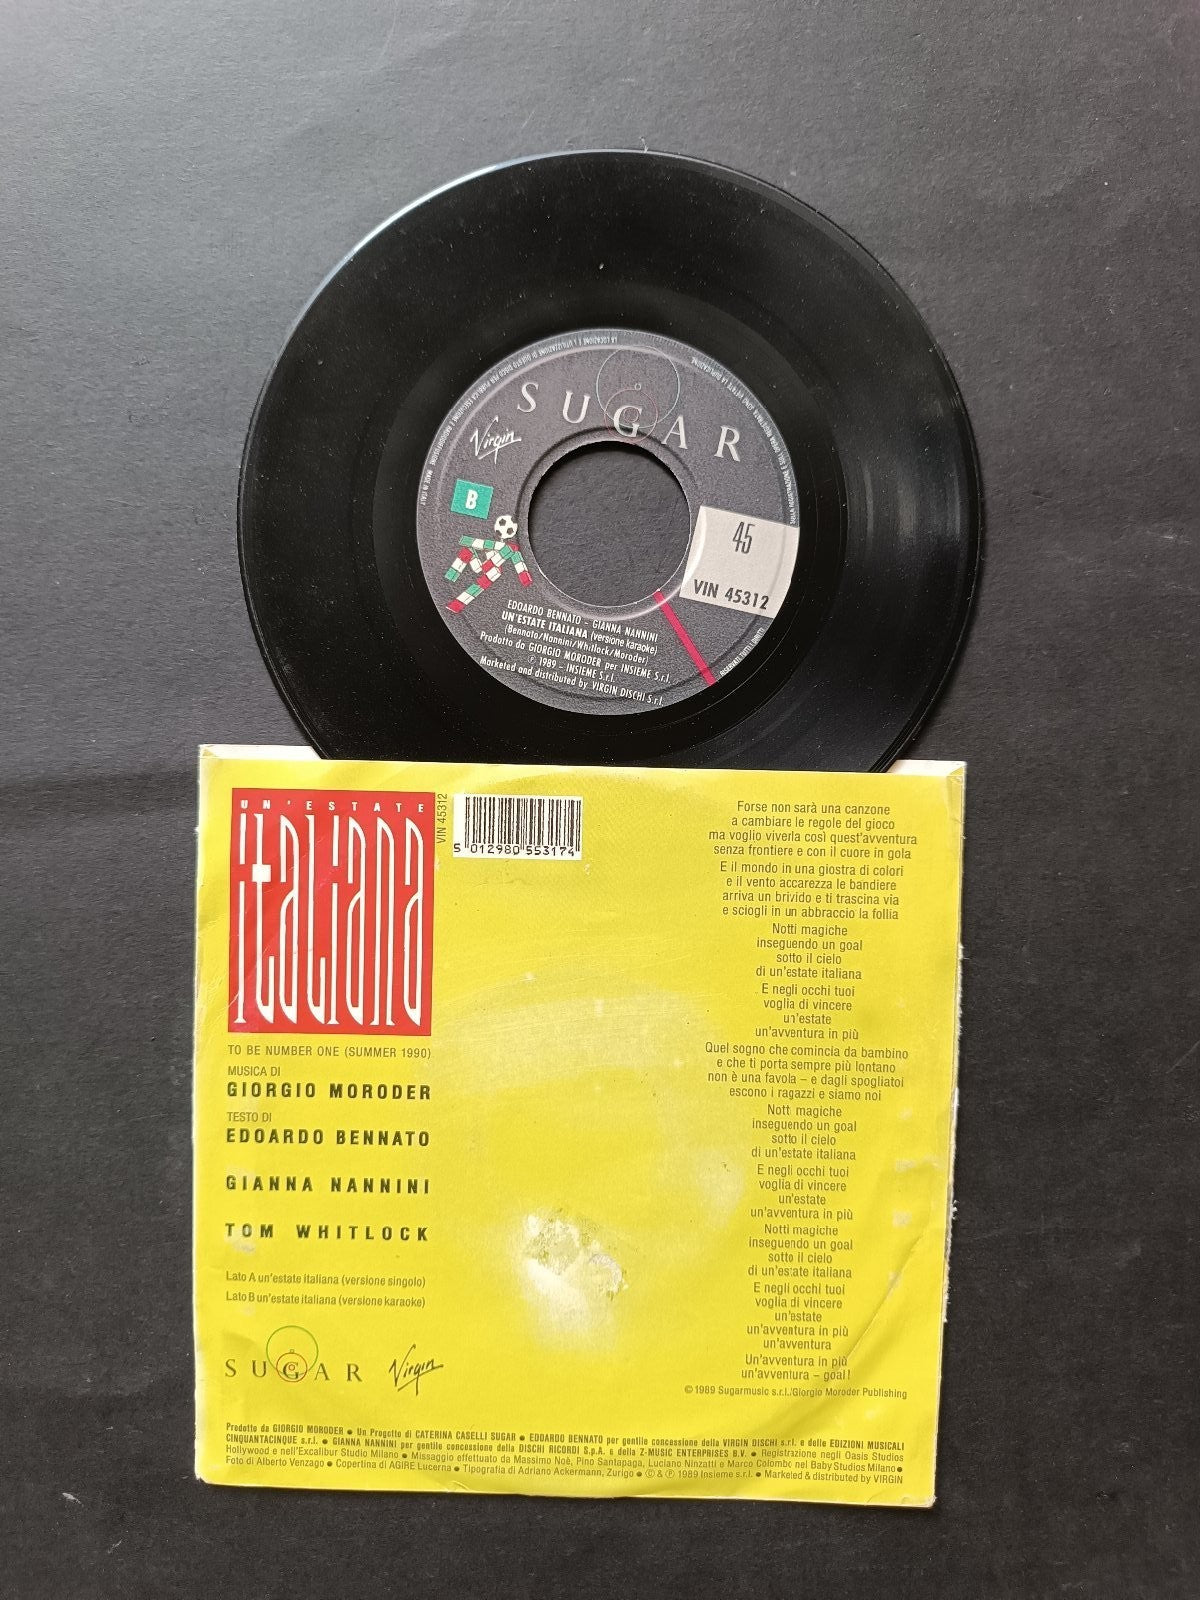 SUGAR
Virgin
B
45
VIN 45312
EDOARDO BENNATO - GIANNA NANNINI
UN'ESTATE ITALIANA (versione karaoke)
(Bennato/Nannini/Whitlock/Moroder)
Prodotto da GIORGIO MORODER per INSIEME S.r.l.
℗ 1989 - INSIEME S.r.l.
Marketed and distributed by VIRGIN DISCHI S.r.l.
MADE IN ITALY
RISERVATI TUTTI I DIRITTI
UN'ESTATE
italiana
VIN 45312
5 012980 553174
TO BE NUMBER ONE (SUMMER 1990)
MUSICA DI
GIORGIO MORODER
TESTO DI
EDOARDO BENNATO
GIANNA NANNINI
TOM WHITLOCK
Lato A un'estate italiana (versione singolo)
Lato B un'estate italiana (versione karaoke)
SUGAR Virgin
Forse non sarà una canzone
a cambiare le regole del gioco
ma voglio viverla così quest'avventura
senza frontiere e con il cuore in gola
E il mondo in una giostra di colori
e il vento accarezza le bandiere
arriva un brivido e ti trascina via
e sciogli in un abbraccio la follia
Notti magiche
inseguendo un goal
sotto il cielo
di un'estate italiana
E negli occhi tuoi
voglia di vincere
un'estate
un'avventura in più
Quel sogno che comincia da bambino
e che ti porta sempre più lontano
non è una favola – e dagli spogliatoi
escono i ragazzi e siamo noi
Notti magiche
inseguendo un goal
sotto il cielo
di un'estate italiana
E negli occhi tuoi
voglia di vincere
un'estate
un'avventura in più
Notti magiche
inseguendo un goal
sotto il cielo
di un'estate italiana
E negli occhi tuoi
voglia di vincere
un'estate
un'avventura in più
un'avventura
Un'avventura in più
un'avventura – goal!
© 1989 Sugarmusic s.r.l./Giorgio Moroder Publishing
Prodotto da GIORGIO MORODER ● Un Progetto di CATERINA CASELLI SUGAR ● EDOARDO BENNATO per gentile concessione della VIRGIN DISCHI s.r.l. e delle EDIZIONI MUSICALI
CINQUANTACINQUE s.r.l. ● GIANNA NANNINI per gentile concessione della DISCHI RICORDI S.p.A. e della Z-MUSIC ENTERPRISES B.V. ● Registrazione negli Oasis Studios
Hollywood e nell'Excalibur Studio Milano ● Missaggio effettuato da Massimo Noè, Pino Santapaga, Luciano Ninzatti e Marco Colombo nel Baby Studios Milano ●
Foto di Alberto Venzago ● Copertina di AGIRE Lucerna ● Tipografia di Adriano Ackermann, Zurigo ● © & ℗ 1989 Insieme s.r.l. ● Marketed & distributed by VIRGIN